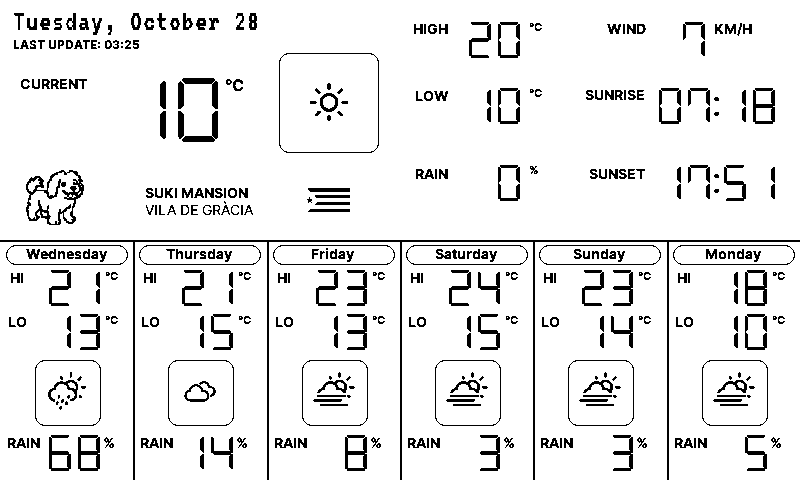 Tuesday, October 28
LAST UPDATE: 03:25
CURRENT 10 °C
SUKI MANSION
VILA DE GRÀCIA
HIGH 20 °C
LOW 10 °C
RAIN 0 %
WIND 7 KM/H
SUNRISE 07:18
SUNSET 17:51
Wednesday
HI 21 °C
LO 13 °C
RAIN 68 %
Thursday
HI 21 °C
LO 15 °C
RAIN 14 %
Friday
HI 23 °C
LO 13 °C
RAIN 8 %
Saturday
HI 24 °C
LO 15 °C
RAIN 3 %
Sunday
HI 23 °C
LO 14 °C
RAIN 3 %
Monday
HI 18 °C
LO 10 °C
RAIN 5 %